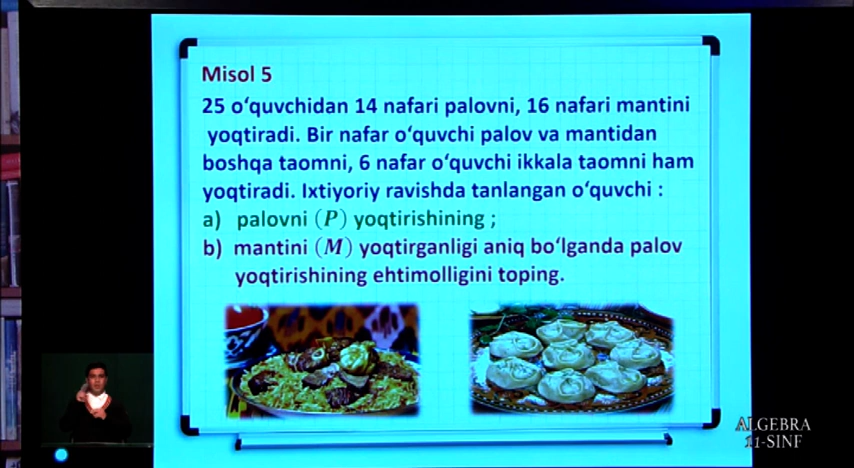 Misol 5
25 o‘quvchidan 14 nafari palovni, 16 nafari mantini
yoqtiradi. Bir nafar o‘quvchi palov va mantidan
boshqa taomni, 6 nafar o‘quvchi ikkala taomni ham
yoqtiradi. Ixtiyoriy ravishda tanlangan o‘quvchi :
a) palovni (P) yoqtirishining ;
b) mantini (M) yoqtirganligi aniq bo‘lganda palov
yoqtirishining ehtimolligini toping.
ALGEBRA
11-SINF